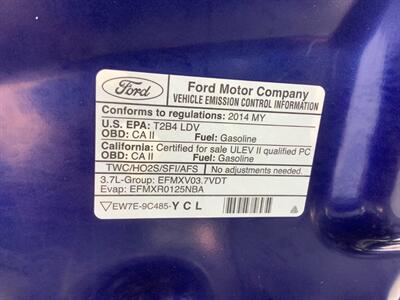 Ford
Ford Motor Company
VEHICLE EMISSION CONTROL INFORMATION
Conforms to regulations: 2014 MY
U.S. EPA: T2B4 LDV
OBD: CA II Fuel: Gasoline
California: Certified for sale ULEV II qualified PC
OBD: CA II Fuel: Gasoline
TWC/HO2S/SFI/AFS No adjustments needed.
3.7L-Group: EFMXV03.7VDT
Evap: EFMXR0125NBA
EW7E-9C485-Y C L